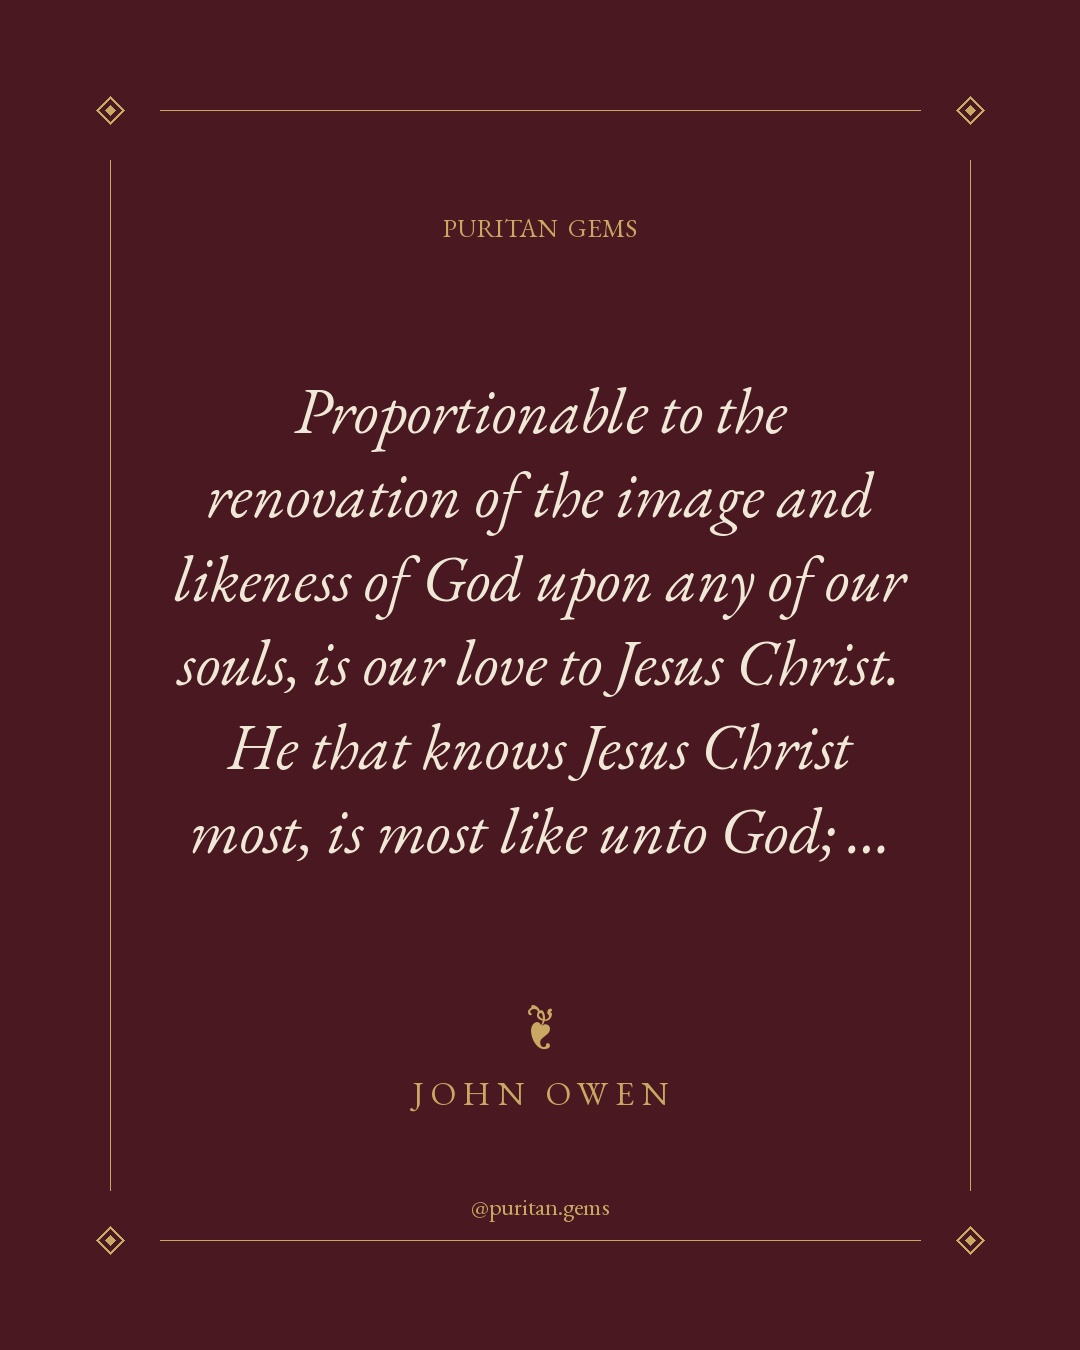 PURITAN GEMS
Proportionable to the
renovation of the image and
likeness of God upon any of our
souls, is our love to Jesus Christ.
He that knows Jesus Christ
most, is most like unto God; ...
JOHN OWEN
@puritan.gems